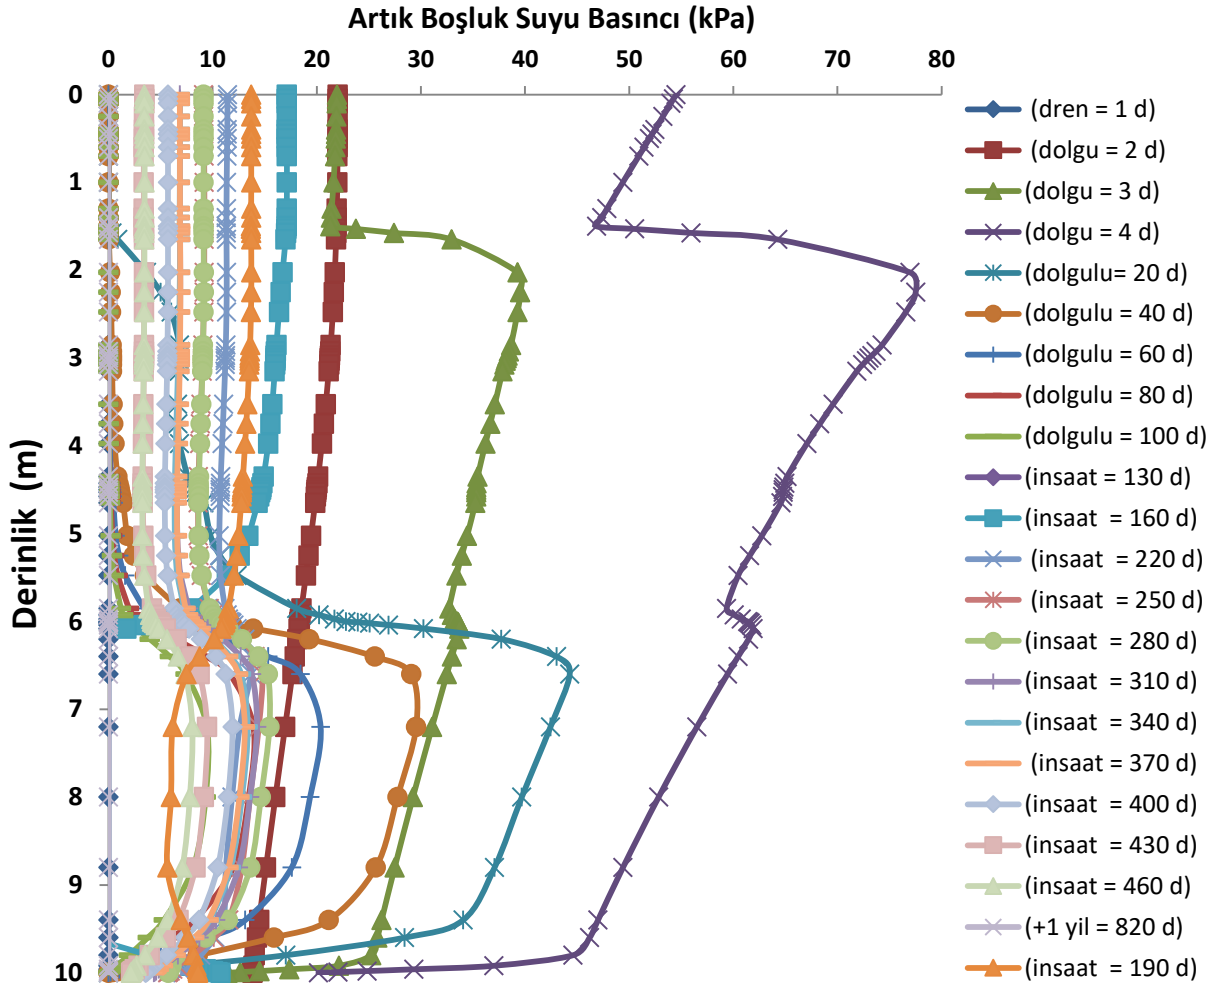 Artık Boşluk Suyu Basıncı (kPa)
0 10 20 30 40 50 60 70 80
Derinlik (m)
0
1
2
3
4
5
6
7
8
9
10
(dren = 1 d)
(dolgu = 2 d)
(dolgu = 3 d)
(dolgu = 4 d)
(dolgulu= 20 d)
(dolgulu = 40 d)
(dolgulu = 60 d)
(dolgulu = 80 d)
(dolgulu = 100 d)
(insaat = 130 d)
(insaat = 160 d)
(insaat = 220 d)
(insaat = 250 d)
(insaat = 280 d)
(insaat = 310 d)
(insaat = 340 d)
(insaat = 370 d)
(insaat = 400 d)
(insaat = 430 d)
(insaat = 460 d)
(+1 yil = 820 d)
(insaat = 190 d)